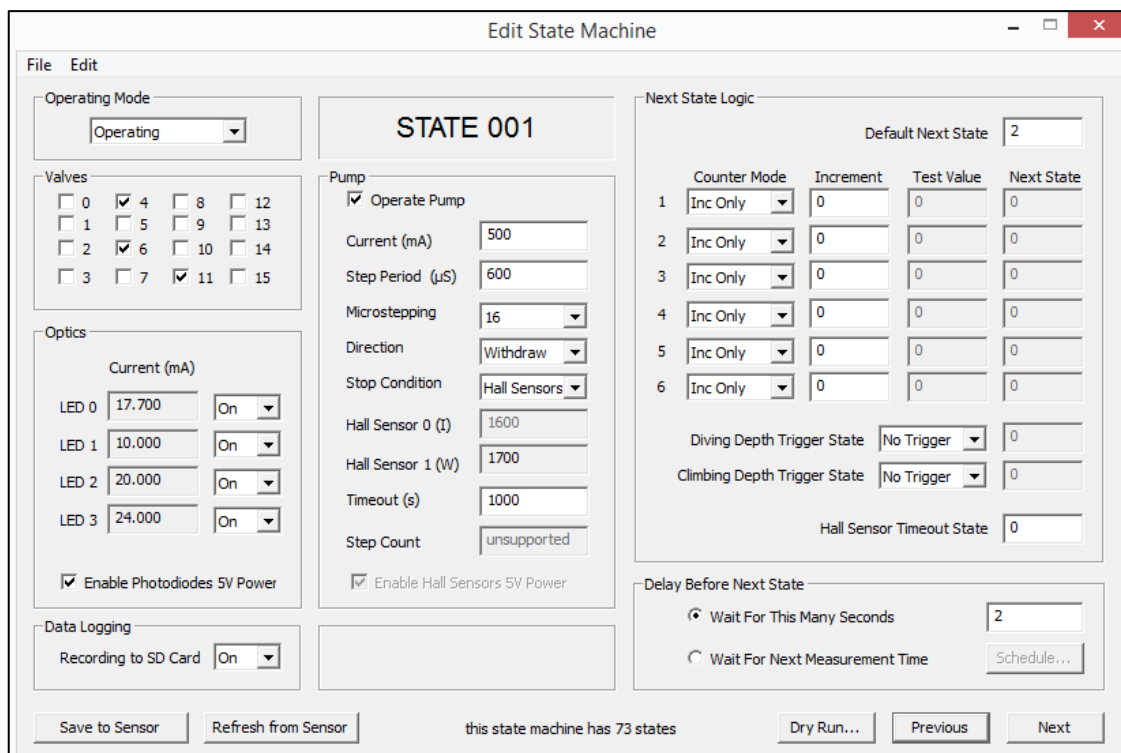 Edit State Machine
File Edit
Operating Mode
Operating
STATE 001
Valves
0 4 8 12
1 5 9 13
2 6 10 14
3 7 11 15
Optics
Current (mA)
LED 0 17.700 On
LED 1 10.000 On
LED 2 20.000 On
LED 3 24.000 On
Enable Photodiodes 5V Power
Data Logging
Recording to SD Card On
Pump
Operate Pump
Current (mA) 500
Step Period (µS) 600
Microstepping 16
Direction Withdraw
Stop Condition Hall Sensors
Hall Sensor 0 (I) 1600
Hall Sensor 1 (W) 1700
Timeout (s) 1000
Step Count unsupported
Enable Hall Sensors 5V Power
Next State Logic
Default Next State 2
Counter Mode Increment Test Value Next State
1 Inc Only 0 0 0
2 Inc Only 0 0 0
3 Inc Only 0 0 0
4 Inc Only 0 0 0
5 Inc Only 0 0 0
6 Inc Only 0 0 0
Diving Depth Trigger State No Trigger 0
Climbing Depth Trigger State No Trigger 0
Hall Sensor Timeout State 0
Delay Before Next State
Wait For This Many Seconds 2
Wait For Next Measurement Time Schedule...
Save to Sensor Refresh from Sensor this state machine has 73 states Dry Run... Previous Next